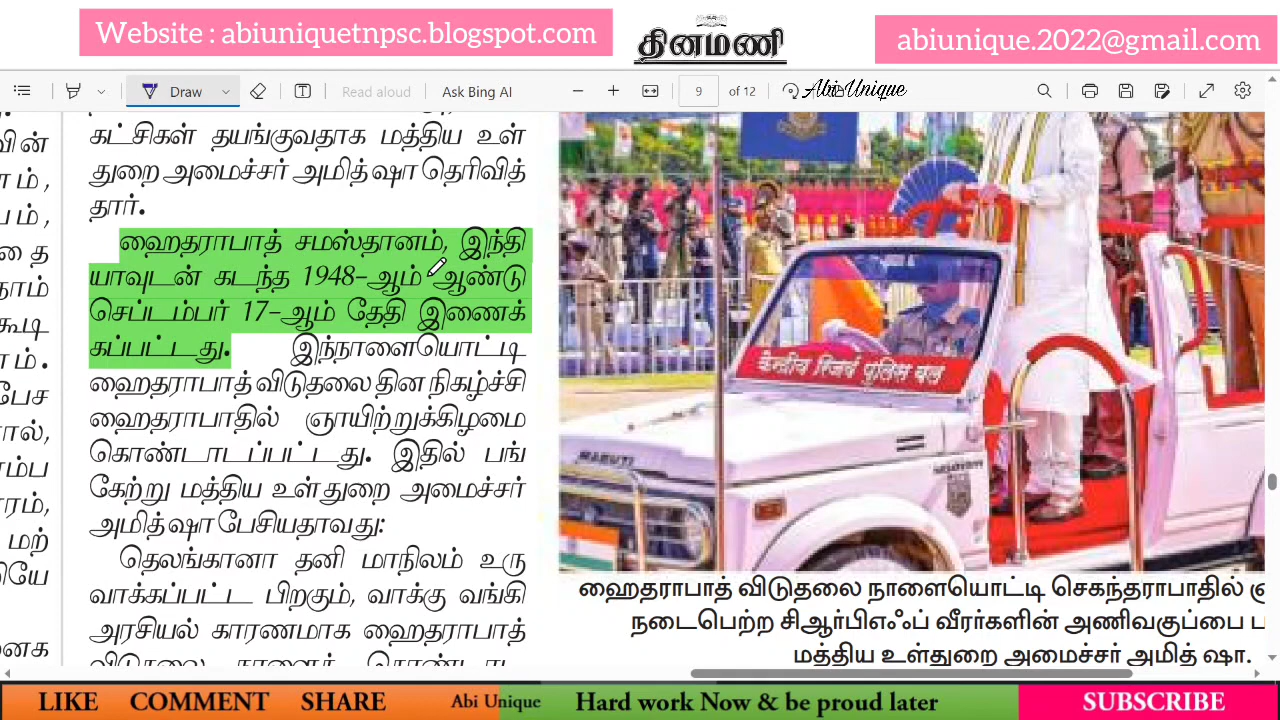 Website : abiuniquetnpsc.blogspot.com
தினமணி
abiunique.2022@gmail.com
Draw
Read aloud
Ask Bing AI
9 of 12
Abi Unique
கட்சிகள் தயங்குவதாக மத்திய உள்
துறை அமைச்சர் அமித் ஷா தெரிவித்
தார்.
ஹைதராபாத் சமஸ்தானம், இந்தி
யாவுடன் கடந்த 1948-ஆம் ஆண்டு
செப்டம்பர் 17-ஆம் தேதி இணைக்
கப்பட்டது. இந்நாளையொட்டி
ஹைதராபாத் விடுதலை தின நிகழ்ச்சி
ஹைதராபாதில் ஞாயிற்றுக்கிழமை
கொண்டாடப்பட்டது. இதில் பங்
கேற்று மத்திய உள்துறை அமைச்சர்
அமித் ஷா பேசியதாவது:
தெலங்கானா தனி மாநிலம் உரு
வாக்கப்பட்ட பிறகும், வாக்கு வங்கி
அரசியல் காரணமாக ஹைதராபாத்
केन्द्रीय रिजर्व पुलिस बल
MARUTI
ஹைதராபாத் விடுதலை நாளையொட்டி செகந்தராபாதில்
நடைபெற்ற சிஆர்பிஎஃப் வீரர்களின் அணிவகுப்பை
மத்திய உள்துறை அமைச்சர் அமித் ஷா.
LIKE COMMENT SHARE
Abi Unique
Hard work Now & be proud later
SUBSCRIBE